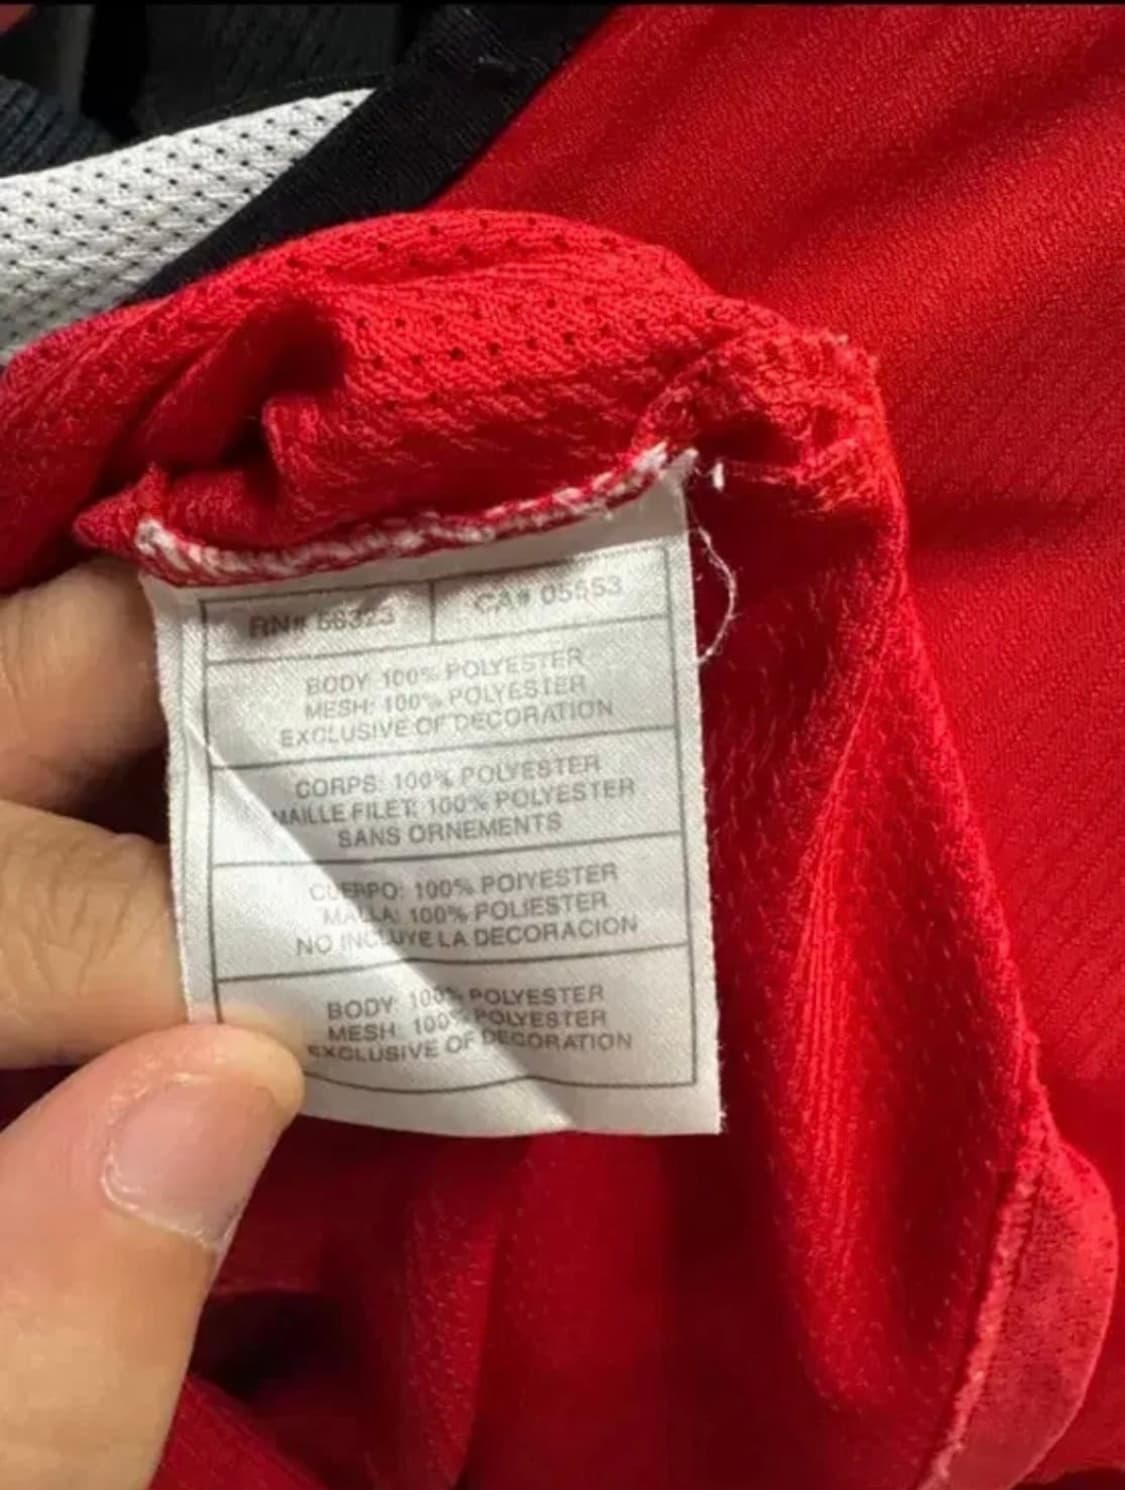 RN# 56323 CA# 05553
BODY: 100% POLYESTER
MESH: 100% POLYESTER
EXCLUSIVE OF DECORATION
CORPS: 100% POLYESTER
MAILLE FILET: 100% POLYESTER
SANS ORNEMENTS
CUERPO: 100% POIYESTER
MALLA: 100% POLIESTER
NO INCLUYE LA DECORACION
BODY: 100% POLYESTER
MESH: 100% POLYESTER
EXCLUSIVE OF DECORATION